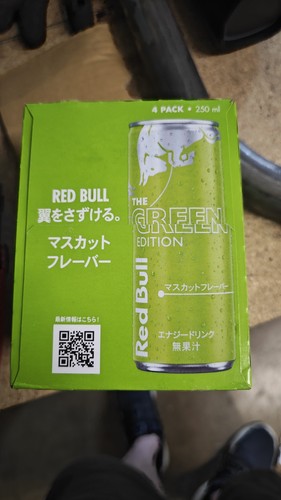 4 PACK • 250 ml
RED BULL
翼をさずける。
マスカット
フレーバー
最新情報はこちら!
THE
GREEN
EDITION
Red Bull
マスカットフレーバー
エナジードリンク
無果汁